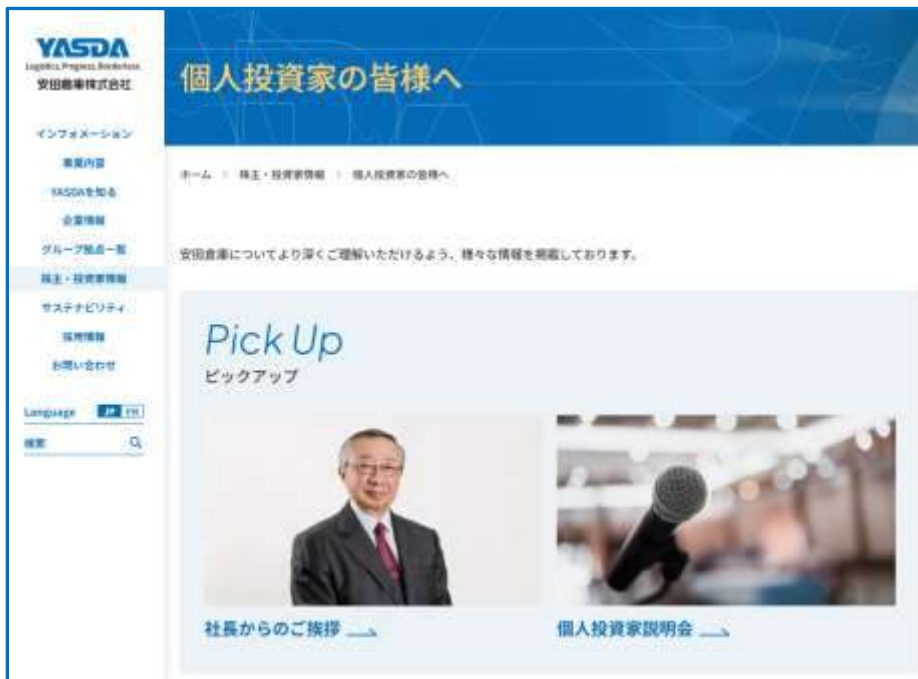 YASDA
Logistics, Progress, Borderless.
安田倉庫株式会社
インフォメーション
事業内容
YASDAを知る
企業情報
グループ拠点一覧
株主・投資家情報
サステナビリティ
採用情報
お問い合わせ
Language JP EN
検索
個人投資家の皆様へ
ホーム > 株主・投資家情報 > 個人投資家の皆様へ
安田倉庫についてより深くご理解いただけるよう、様々な情報を掲載しております。
Pick Up
ピックアップ
社長からのご挨拶
個人投資家説明会